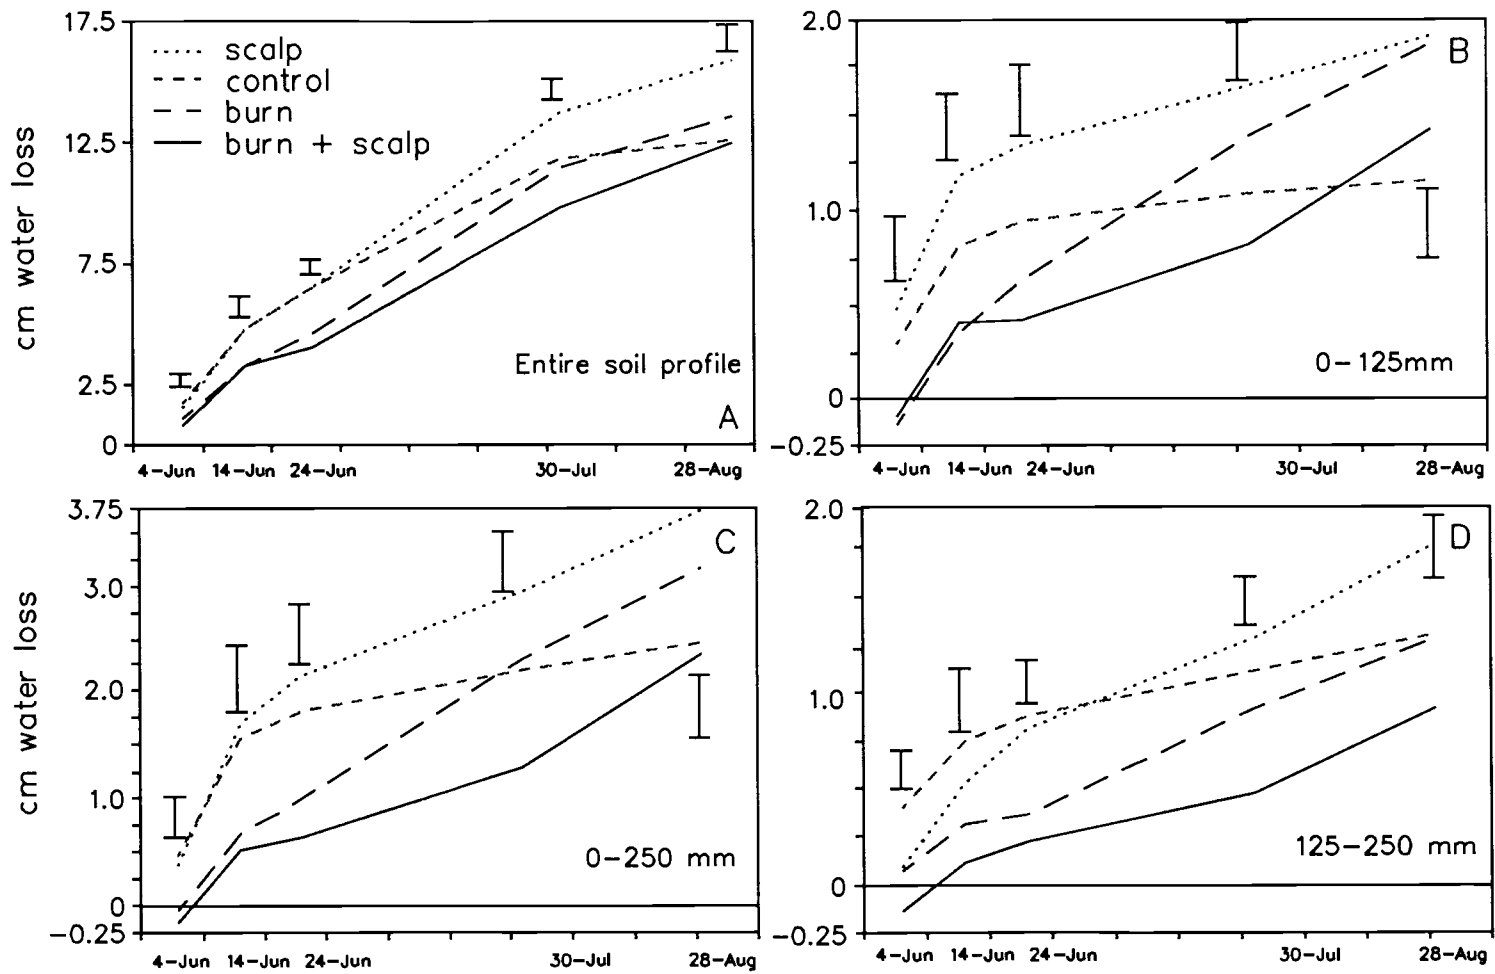 17.5
12.5
7.5
2.5
0
cm water loss
scalp
control
burn
burn + scalp
Entire soil profile
A
4-Jun 14-Jun 24-Jun 30-Jul 28-Aug
2.0
1.0
0
-0.25
B
0-125mm
4-Jun 14-Jun 24-Jun 30-Jul 28-Aug
3.75
3.0
2.0
1.0
0
-0.25
cm water loss
C
0-250 mm
4-Jun 14-Jun 24-Jun 30-Jul 28-Aug
2.0
1.0
0
-0.25
D
125-250 mm
4-Jun 14-Jun 24-Jun 30-Jul 28-Aug